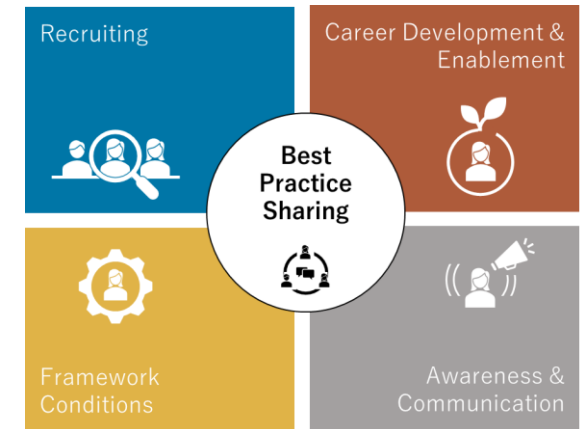 Recruiting
Career Development &
Enablement
Best
Practice
Sharing
Framework
Conditions
Awareness &
Communication